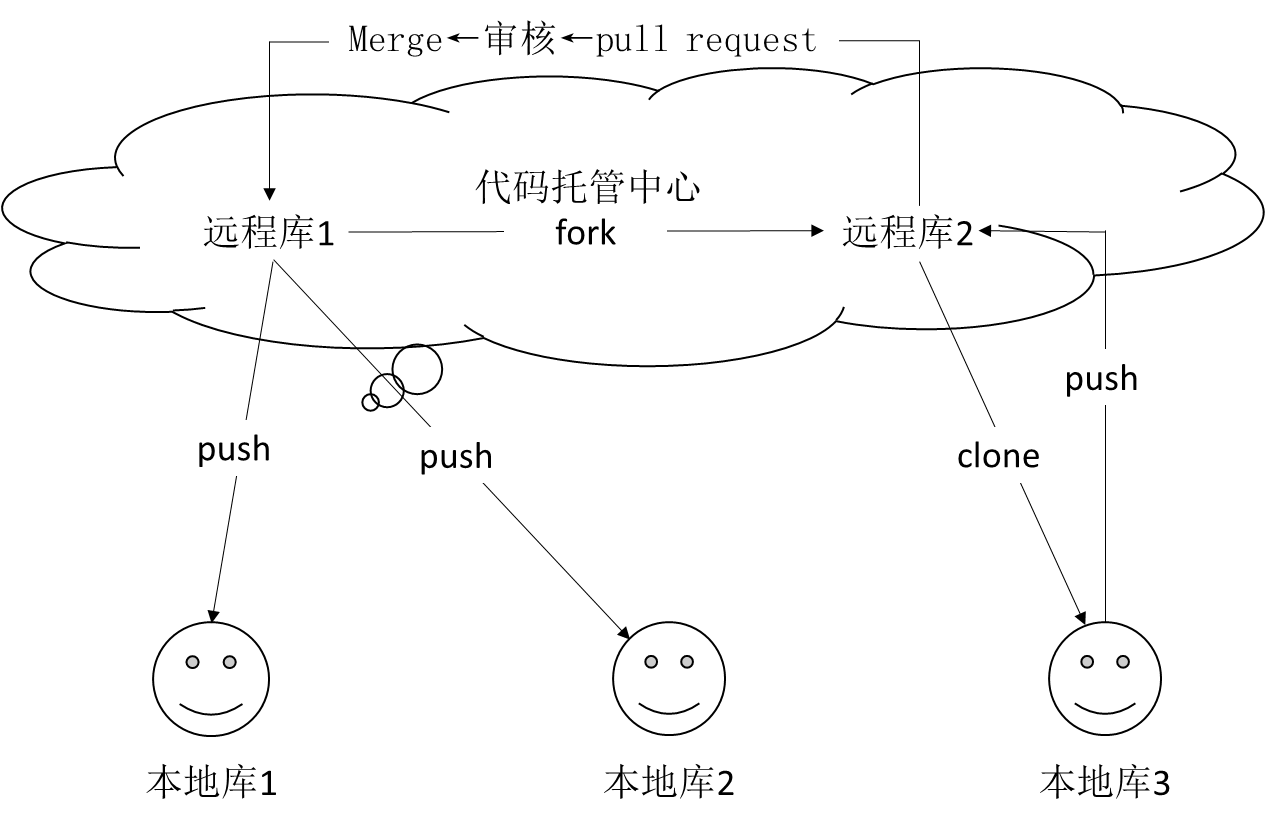 Merge←审核←pull request
代码托管中心
远程库1
fork
远程库2
push
push
push
clone
本地库1
本地库2
本地库3